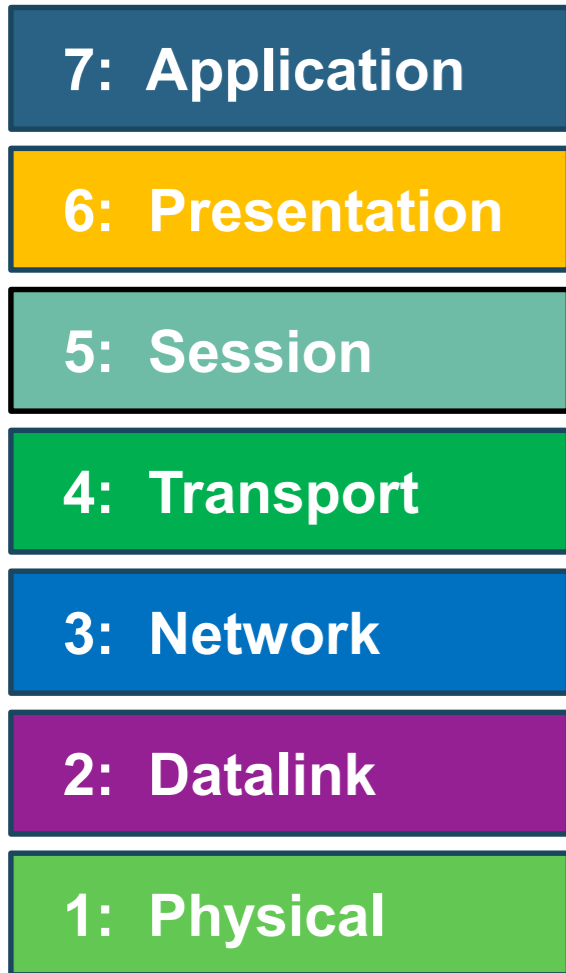 7: Application
6: Presentation
5: Session
4: Transport
3: Network
2: Datalink
1: Physical